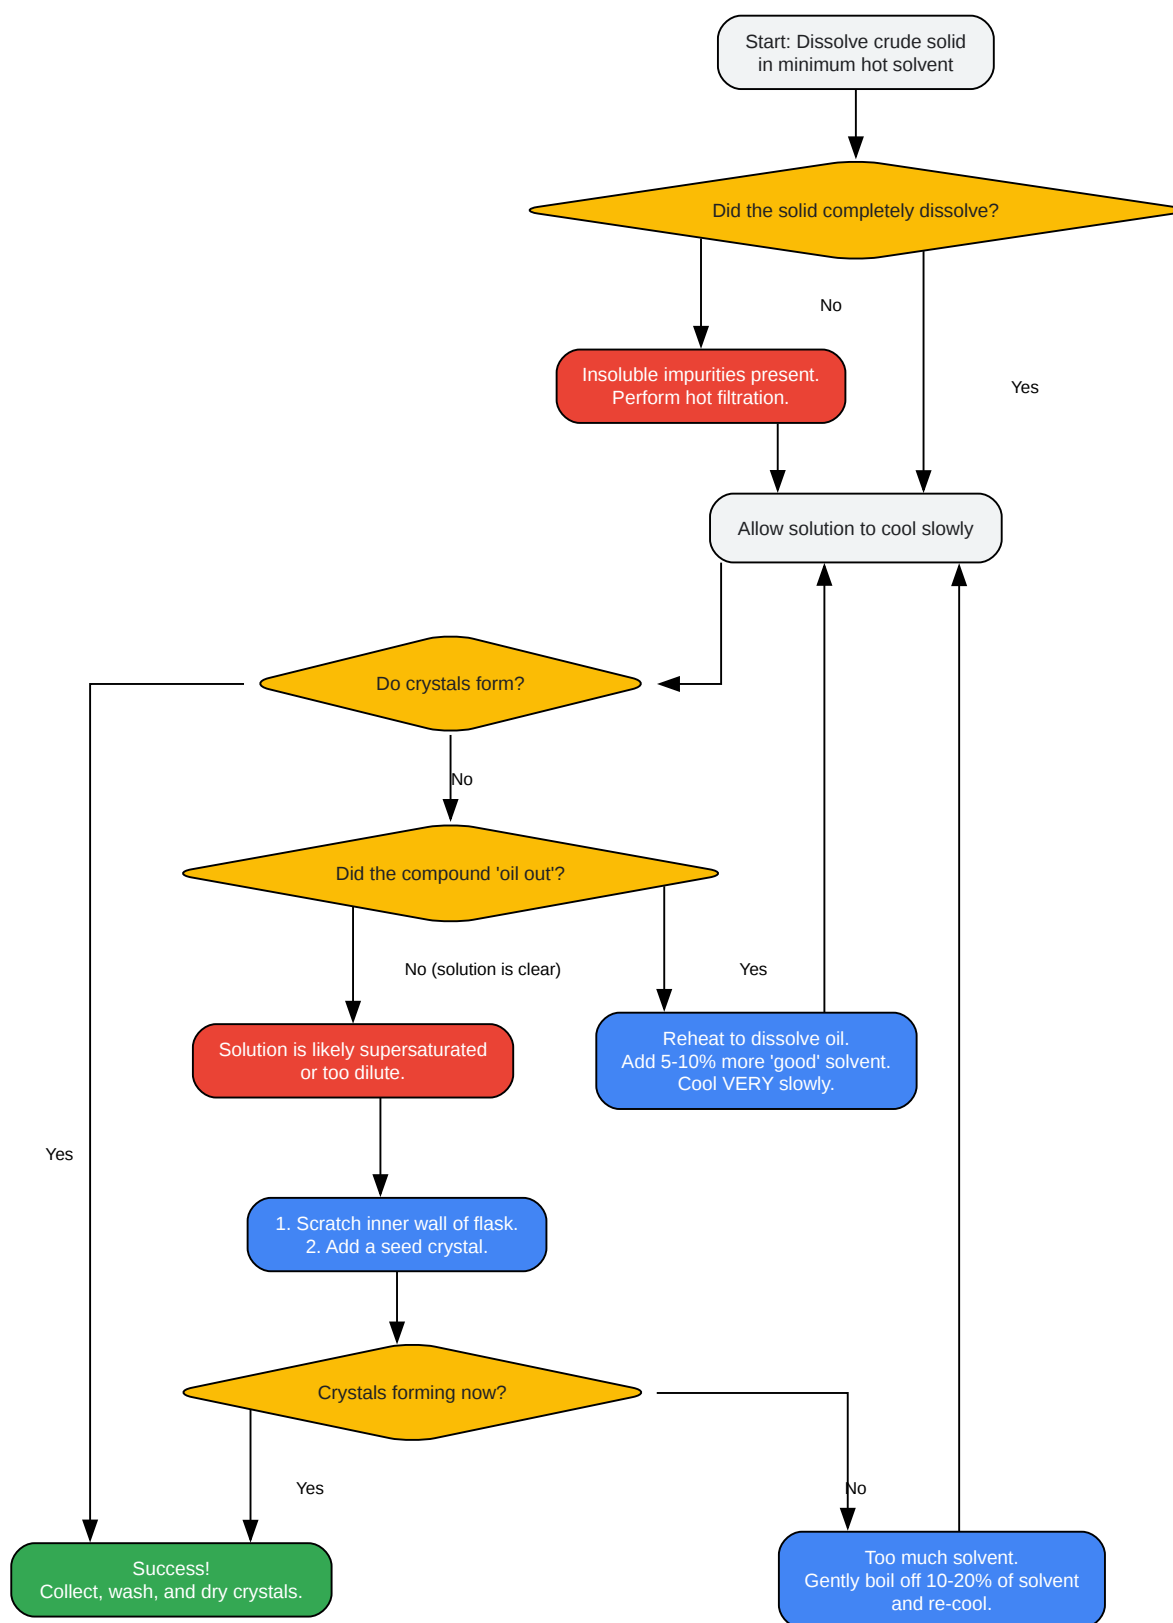 Start: Dissolve crude solid
in minimum hot solvent
Did the solid completely dissolve?
No
Insoluble impurities present.
Perform hot filtration.
Yes
Allow solution to cool slowly
Do crystals form?
No
Did the compound 'oil out'?
No (solution is clear)
Yes
Solution is likely supersaturated
or too dilute.
Reheat to dissolve oil.
Add 5-10% more 'good' solvent.
Cool VERY slowly.
Yes
1. Scratch inner wall of flask.
2. Add a seed crystal.
Crystals forming now?
Yes
No
Success!
Collect, wash, and dry crystals.
Too much solvent.
Gently boil off 10-20% of solvent
and re-cool.